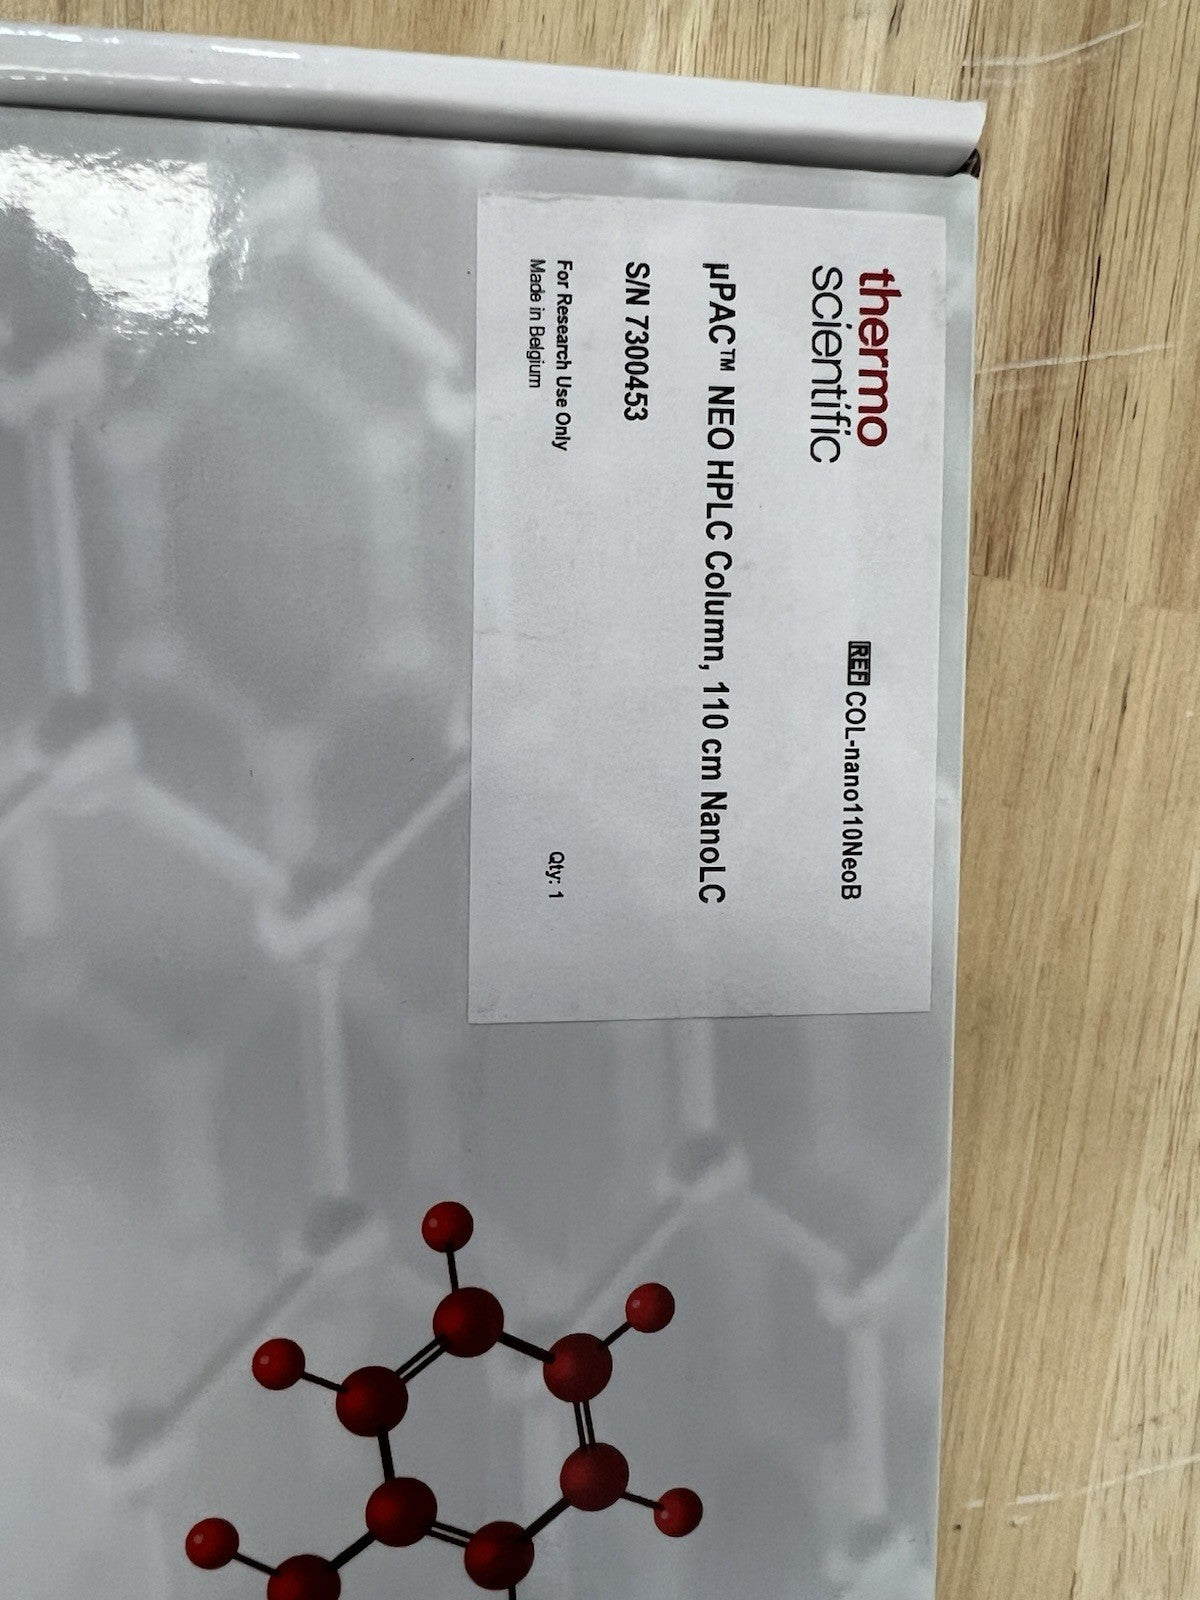 thermo
scientific
REF COL-nano110NeoB
µPAC™ NEO HPLC Column, 110 cm NanoLC
S/N 7300453
For Research Use Only
Made in Belgium
Qty: 1